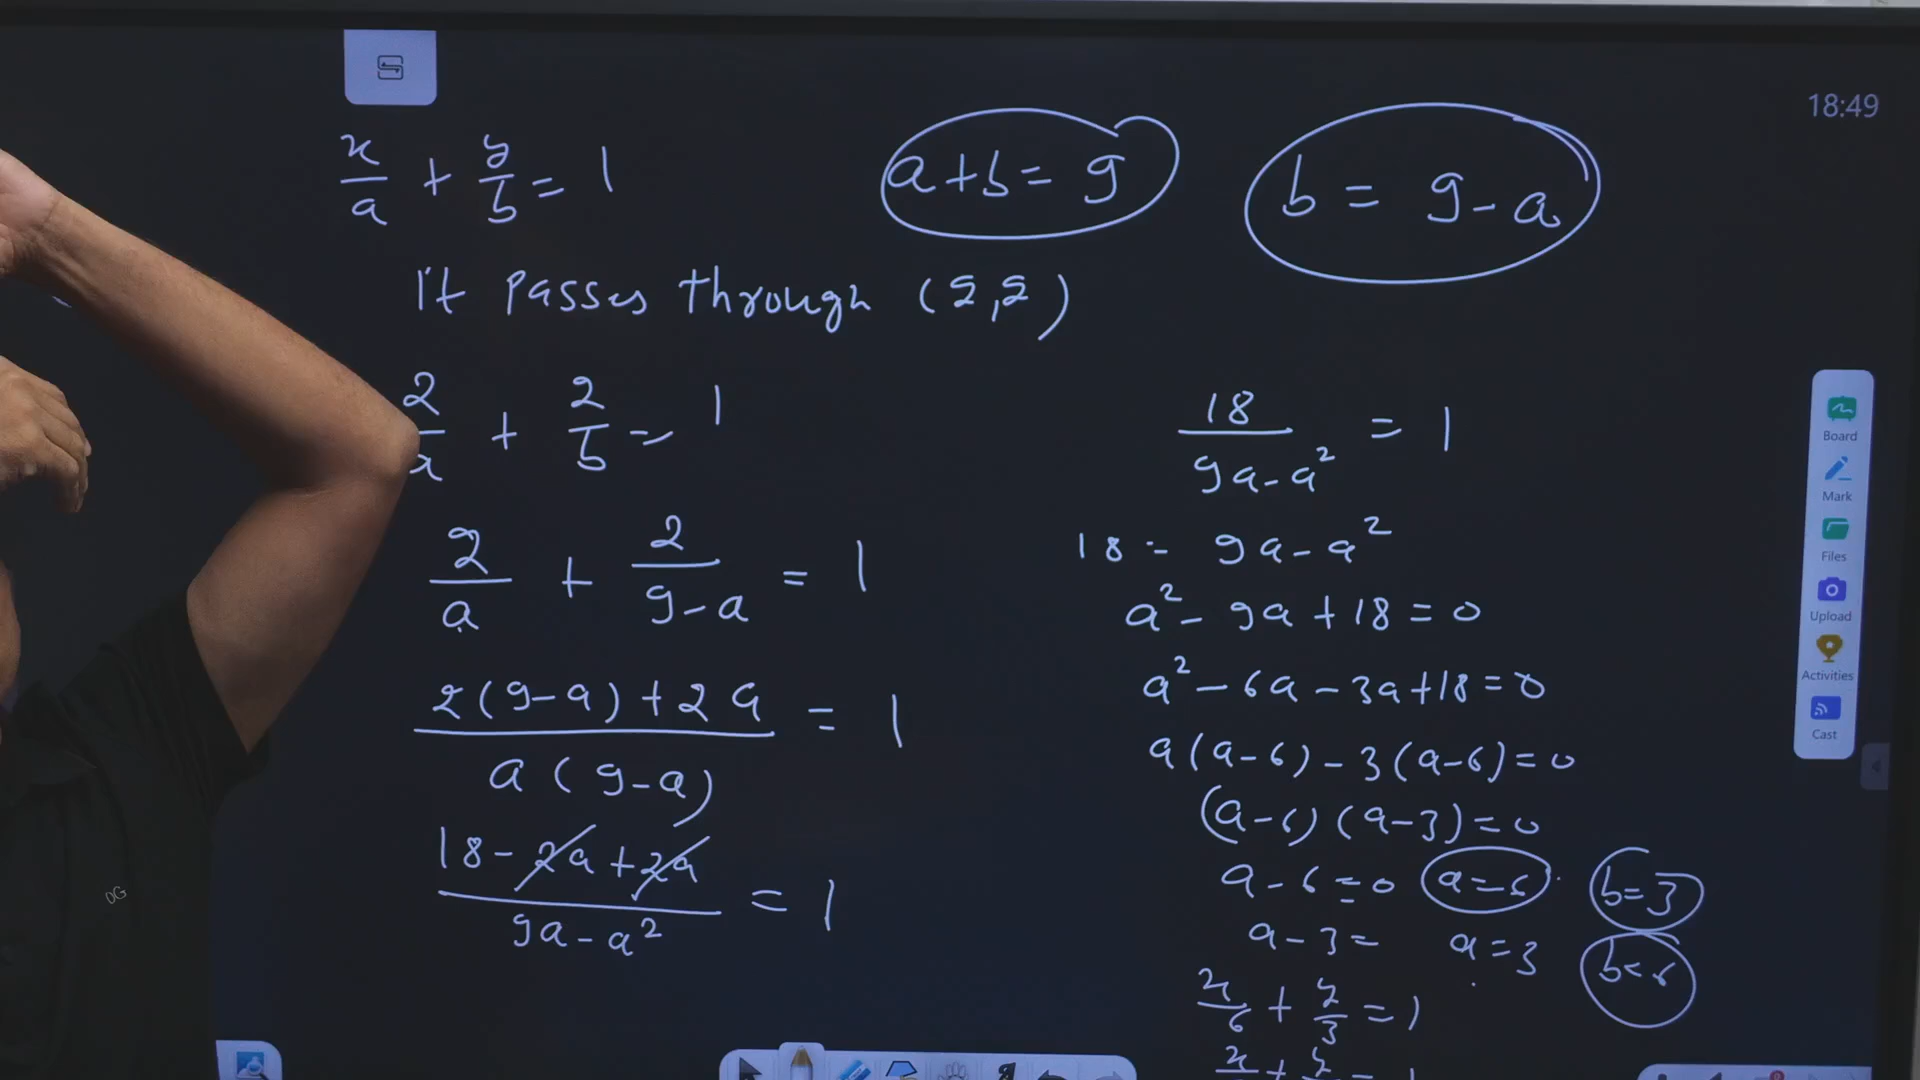 18:49
x/a + y/b = 1
a+b = 9
b = 9-a
It passes through (2,2)
2/a + 2/b = 1
2/a + 2/(9-a) = 1
(2(9-a)+2a)/(a(9-a)) = 1
(18-2a+2a)/(9a-a²) = 1
18/(9a-a²) = 1
18 = 9a-a²
a²-9a+18=0
a²-6a-3a+18=0
a(a-6)-3(a-6)=0
(a-6)(a-3)=0
a-6=0 a=6 b=3
a-3= a=3 b=6
x/6 + y/3 = 1
Board
Mark
Files
Upload
Activities
Cast
DG